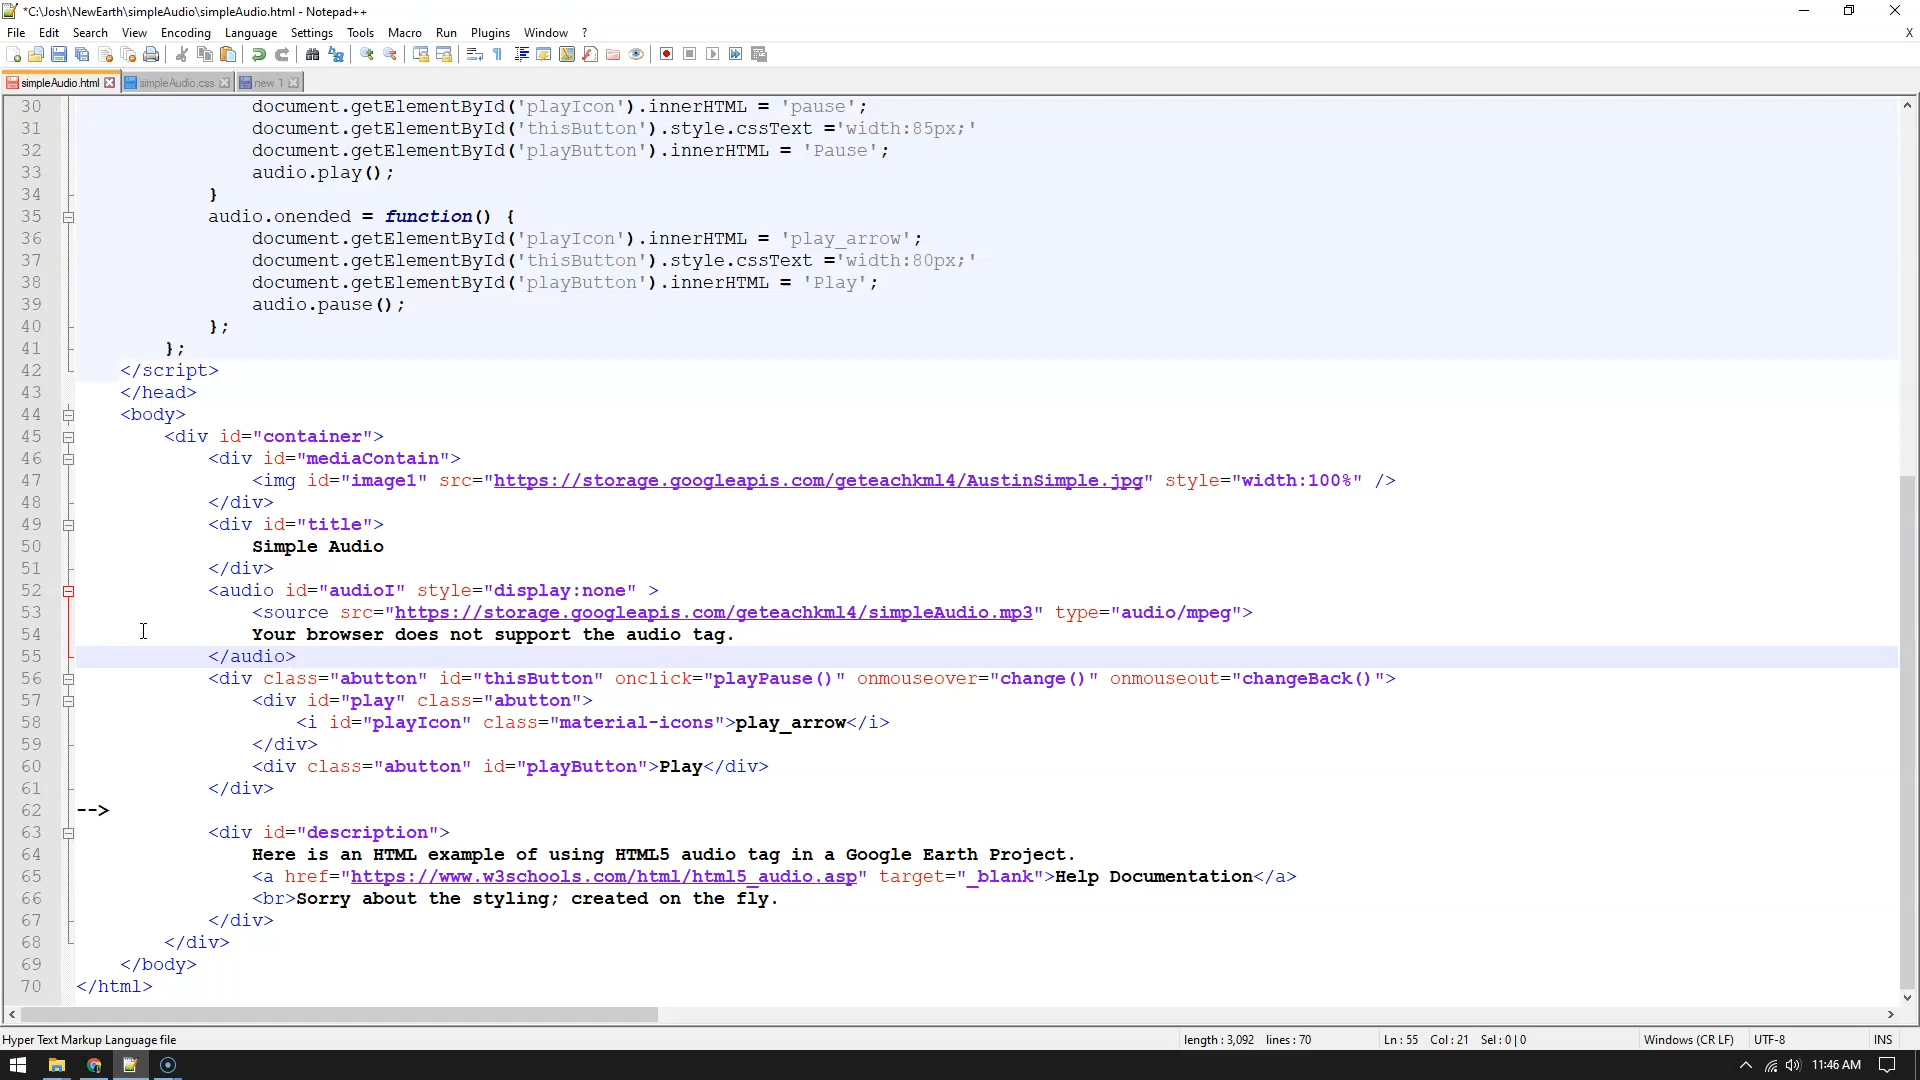 *C:\Josh\NewEarth\simpleAudio\simpleAudio.html - Notepad++
File Edit Search View Encoding Language Settings Tools Macro Run Plugins Window ? X
simpleAudio.html simpleAudio.css new 1
30 document.getElementById('playIcon').innerHTML = 'pause';
31 document.getElementById('thisButton').style.cssText ='width:85px;'
32 document.getElementById('playButton').innerHTML = 'Pause';
33 audio.play();
34 }
35 audio.onended = function() {
36 document.getElementById('playIcon').innerHTML = 'play_arrow';
37 document.getElementById('thisButton').style.cssText ='width:80px;'
38 document.getElementById('playButton').innerHTML = 'Play';
39 audio.pause();
40 };
41 };
42 </script>
43 </head>
44 <body>
45 <div id="container">
46 <div id="mediaContain">
47 <img id="image1" src="https://storage.googleapis.com/geteachkml4/AustinSimple.jpg" style="width:100%" />
48 </div>
49 <div id="title">
50 Simple Audio
51 </div>
52 <audio id="audioI" style="display:none" >
53 <source src="https://storage.googleapis.com/geteachkml4/simpleAudio.mp3" type="audio/mpeg">
54 Your browser does not support the audio tag.
55 </audio>
56 <div class="abutton" id="thisButton" onclick="playPause()" onmouseover="change()" onmouseout="changeBack()">
57 <div id="play" class="abutton">
58 <i id="playIcon" class="material-icons">play_arrow</i>
59 </div>
60 <div class="abutton" id="playButton">Play</div>
61 </div>
62 -->
63 <div id="description">
64 Here is an HTML example of using HTML5 audio tag in a Google Earth Project.
65 <a href="https://www.w3schools.com/html/html5_audio.asp" target="_blank">Help Documentation</a>
66 <br>Sorry about the styling; created on the fly.
67 </div>
68 </div>
69 </body>
70 </html>
Hyper Text Markup Language file length : 3,092 lines : 70 Ln : 55 Col : 21 Sel : 0 | 0 Windows (CR LF) UTF-8 INS
11:46 AM